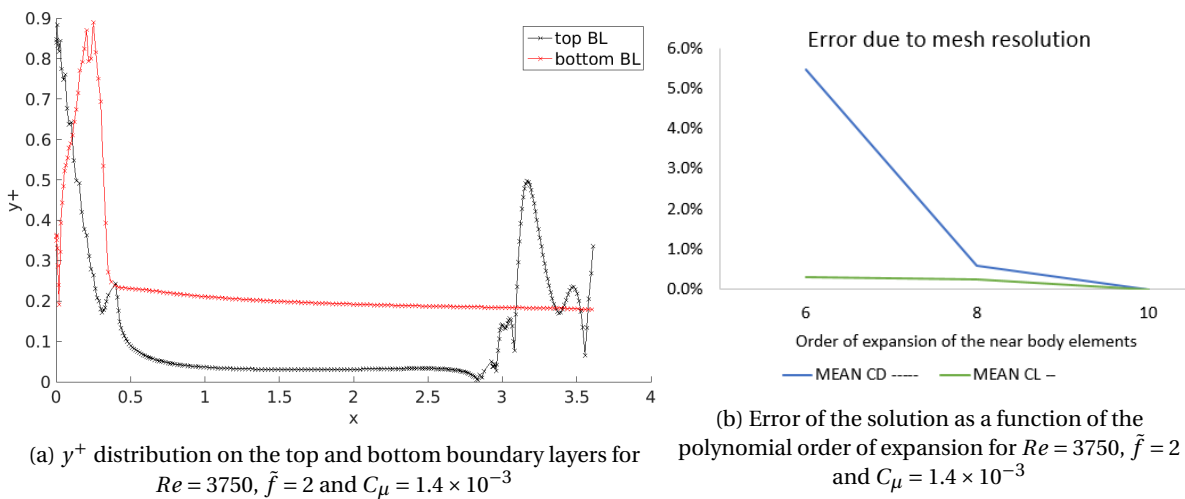 0.9
0.8
0.7
0.6
0.5
0.4
0.3
0.2
0.1
0
y+
0 0.5 1 1.5 2 2.5 3 3.5 4
x
top BL
bottom BL
(a) y⁺ distribution on the top and bottom boundary layers for
Re = 3750, f̃ = 2 and Cμ = 1.4 × 10⁻³
Error due to mesh resolution
6.0%
5.0%
4.0%
3.0%
2.0%
1.0%
0.0%
6 8 10
Order of expansion of the near body elements
MEAN CD ----- MEAN CL --
(b) Error of the solution as a function of the
polynomial order of expansion for Re = 3750, f̃ = 2
and Cμ = 1.4 × 10⁻³